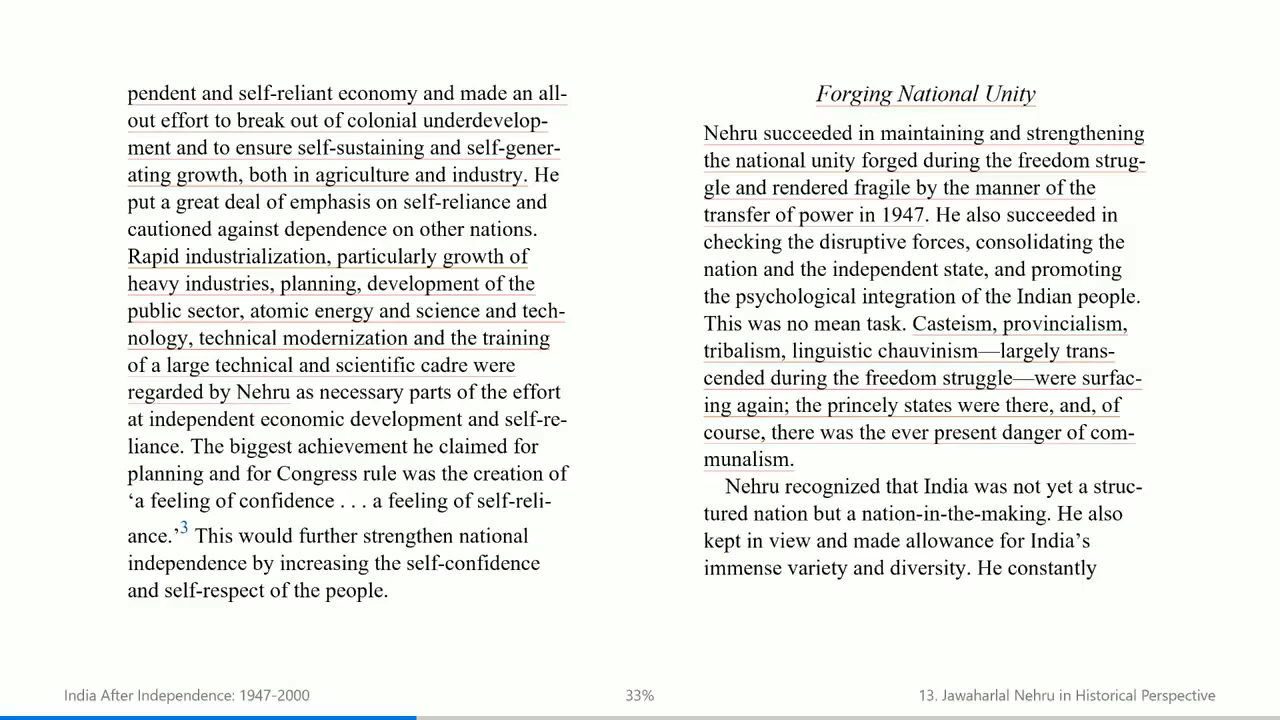 pendent and self-reliant economy and made an all-
out effort to break out of colonial underdevelop-
ment and to ensure self-sustaining and self-gener-
ating growth, both in agriculture and industry. He
put a great deal of emphasis on self-reliance and
cautioned against dependence on other nations.
Rapid industrialization, particularly growth of
heavy industries, planning, development of the
public sector, atomic energy and science and tech-
nology, technical modernization and the training
of a large technical and scientific cadre were
regarded by Nehru as necessary parts of the effort
at independent economic development and self-re-
liance. The biggest achievement he claimed for
planning and for Congress rule was the creation of
‘a feeling of confidence . . . a feeling of self-reli-
ance.’3 This would further strengthen national
independence by increasing the self-confidence
and self-respect of the people.
Forging National Unity
Nehru succeeded in maintaining and strengthening
the national unity forged during the freedom strug-
gle and rendered fragile by the manner of the
transfer of power in 1947. He also succeeded in
checking the disruptive forces, consolidating the
nation and the independent state, and promoting
the psychological integration of the Indian people.
This was no mean task. Casteism, provincialism,
tribalism, linguistic chauvinism—largely trans-
cended during the freedom struggle—were surfac-
ing again; the princely states were there, and, of
course, there was the ever present danger of com-
munalism.
Nehru recognized that India was not yet a struc-
tured nation but a nation-in-the-making. He also
kept in view and made allowance for India’s
immense variety and diversity. He constantly
India After Independence: 1947-2000
33%
13. Jawaharlal Nehru in Historical Perspective